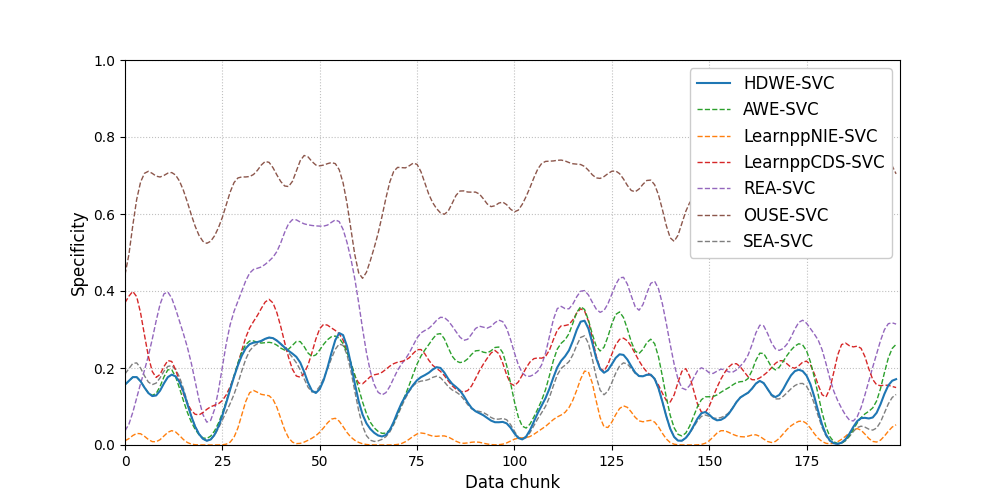 1.0
0.8
0.6
0.4
0.2
0.0
Specificity
HDWE-SVC
AWE-SVC
LearnppNIE-SVC
LearnppCDS-SVC
REA-SVC
OUSE-SVC
SEA-SVC
0 25 50 75 100 125 150 175
Data chunk